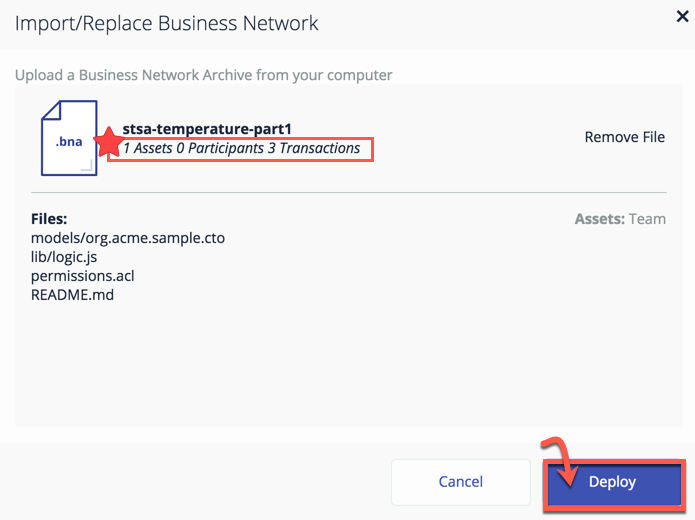 Import/Replace Business Network
Upload a Business Network Archive from your computer
.bna
stsa-temperature-part1
1 Assets 0 Participants 3 Transactions
Remove File
Files:
models/org.acme.sample.cto
lib/logic.js
permissions.acl
README.md
Assets: Team
Cancel
Deploy